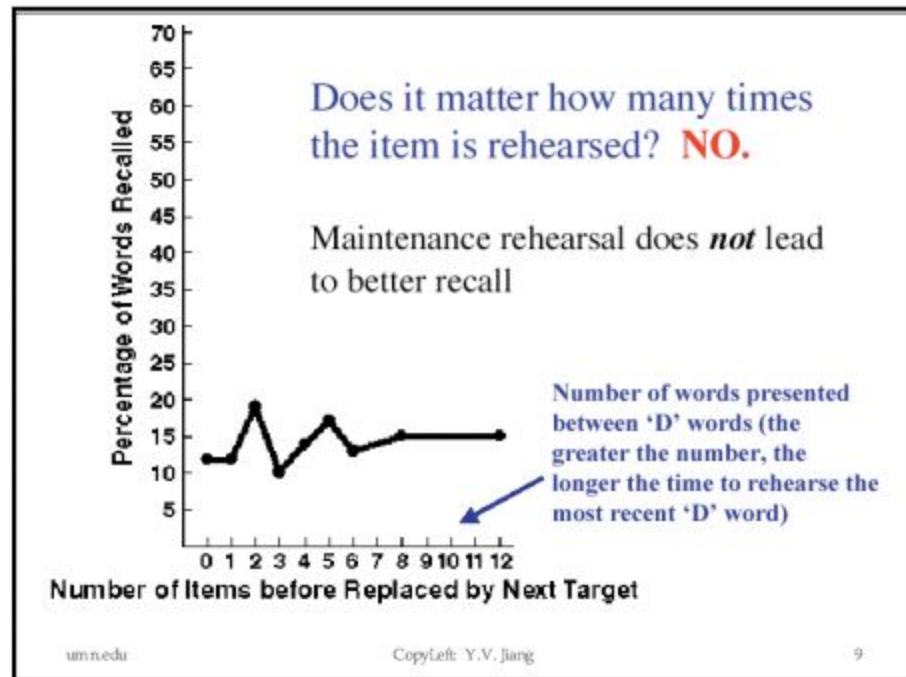 Does it matter how many times
the item is rehearsed? NO.
Maintenance rehearsal does not lead
to better recall
Percentage of Words Recalled
70
65
60
55
50
45
40
35
30
25
20
15
10
5
Number of words presented
between ‘D’ words (the
greater the number, the
longer the time to rehearse the
most recent ‘D’ word)
0 1 2 3 4 5 6 7 8 9 10 11 12
Number of Items before Replaced by Next Target
umn.edu
CopyLeft: Y.V. Jiang
9